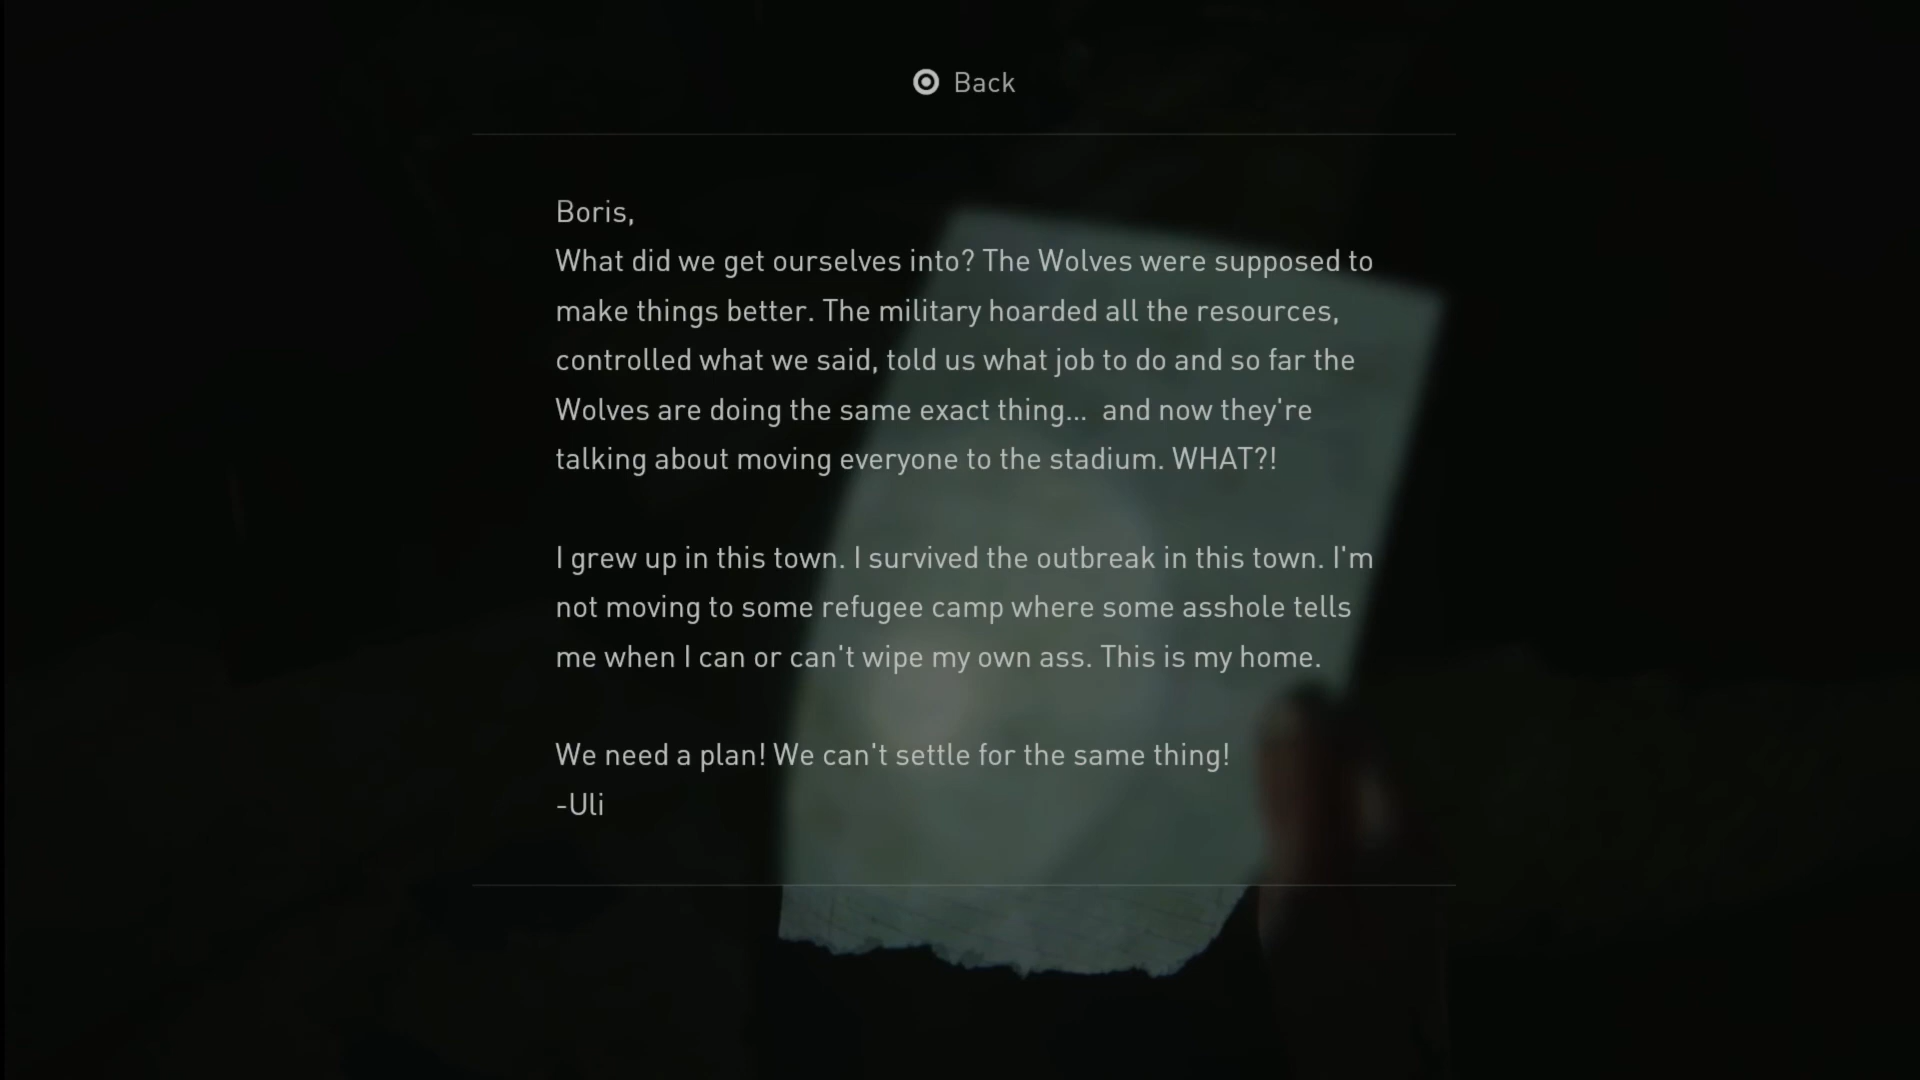 Back
Boris,
What did we get ourselves into? The Wolves were supposed to
make things better. The military hoarded all the resources,
controlled what we said, told us what job to do and so far the
Wolves are doing the same exact thing...  and now they're
talking about moving everyone to the stadium. WHAT?!
I grew up in this town. I survived the outbreak in this town. I'm
not moving to some refugee camp where some asshole tells
me when I can or can't wipe my own ass. This is my home.
We need a plan! We can't settle for the same thing!
-Uli